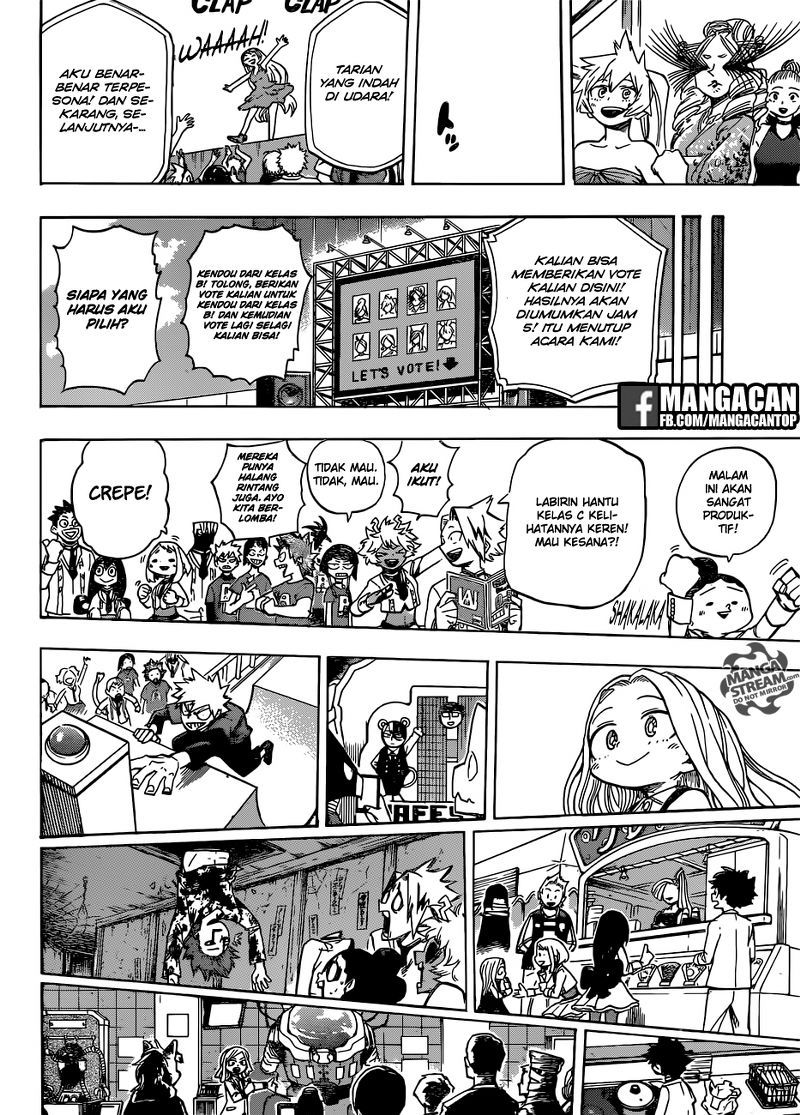 CLAP
CLAP
WAAAAH!
TARIAN
YANG INDAH
DI UDARA!
AKU BENAR-
BENAR TERPE-
SONA! DAN SE-
KARANG, SE-
LANJUTNYA-...
KALIAN BISA
MEMBERIKAN VOTE
KALIAN DISINI!
HASILNYA AKAN
DIUMUMKAN JAM
5! ITU MENUTUP
ACARA KAMI!
KENDOU DARI KELAS
B! TOLONG, BERIKAN
VOTE KALIAN UNTUK
KENDOU DARI KELAS
B! DAN KEMUDIAN
VOTE LAGI SELAGI
KALIAN BISA!
SIAPA YANG
HARUS AKU
PILIH?
LET'S VOTE!
MANGACAN
FB.COM/MANGACANTOP
MALAM
INI AKAN
SANGAT
PRODUK-
TIF!
SHAKALAKA
LABIRIN HANTU
KELAS C KELI-
HATANNYA KEREN!
MAU KESANA?!
AKU
IKUT!
TIDAK MAU.
TIDAK, MAU.
MEREKA
PUNYA
HALANG
RINTANG
JUGA. AYO
KITA BER-
LOMBA!
CREPE!
MANGA
STREAM.com
DO NOT MIRROR